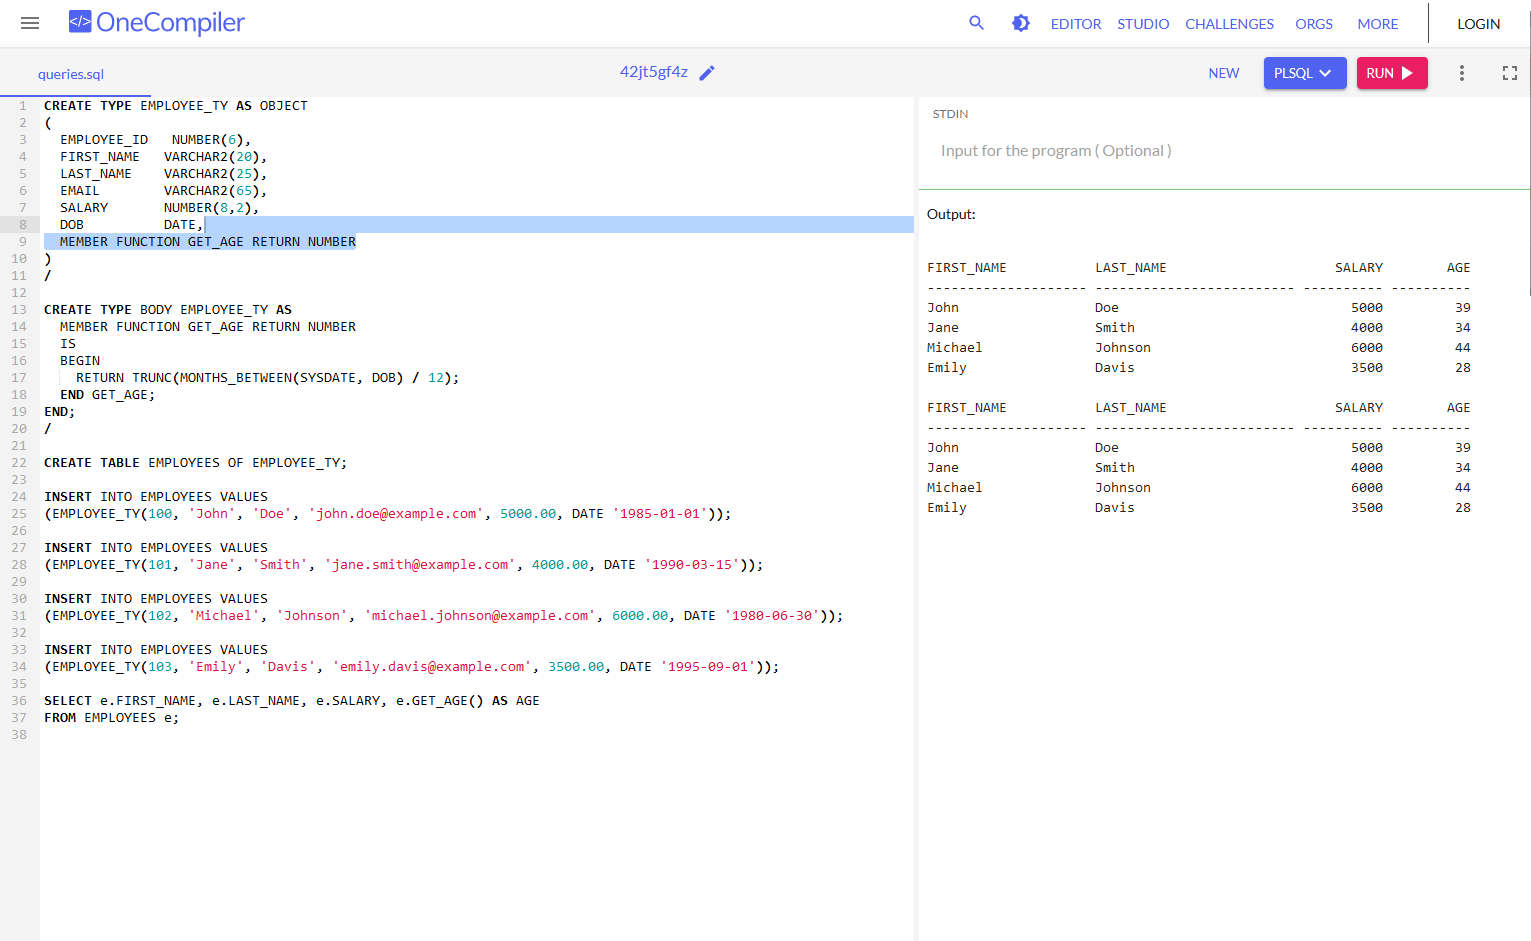 </> OneCompiler EDITOR STUDIO CHALLENGES ORGS MORE LOGIN
queries.sql 42jt5gf4z NEW PLSQL RUN
1 CREATE TYPE EMPLOYEE_TY AS OBJECT
2 (
3   EMPLOYEE_ID   NUMBER(6),
4   FIRST_NAME   VARCHAR2(20),
5   LAST_NAME    VARCHAR2(25),
6   EMAIL        VARCHAR2(65),
7   SALARY       NUMBER(8,2),
8   DOB          DATE,
9   MEMBER FUNCTION GET_AGE RETURN NUMBER
10 )
11 /
12
13 CREATE TYPE BODY EMPLOYEE_TY AS
14   MEMBER FUNCTION GET_AGE RETURN NUMBER
15   IS
16   BEGIN
17     RETURN TRUNC(MONTHS_BETWEEN(SYSDATE, DOB) / 12);
18   END GET_AGE;
19 END;
20 /
21
22 CREATE TABLE EMPLOYEES OF EMPLOYEE_TY;
23
24 INSERT INTO EMPLOYEES VALUES
25 (EMPLOYEE_TY(100, 'John', 'Doe', 'john.doe@example.com', 5000.00, DATE '1985-01-01'));
26
27 INSERT INTO EMPLOYEES VALUES
28 (EMPLOYEE_TY(101, 'Jane', 'Smith', 'jane.smith@example.com', 4000.00, DATE '1990-03-15'));
29
30 INSERT INTO EMPLOYEES VALUES
31 (EMPLOYEE_TY(102, 'Michael', 'Johnson', 'michael.johnson@example.com', 6000.00, DATE '1980-06-30'));
32
33 INSERT INTO EMPLOYEES VALUES
34 (EMPLOYEE_TY(103, 'Emily', 'Davis', 'emily.davis@example.com', 3500.00, DATE '1995-09-01'));
35
36 SELECT e.FIRST_NAME, e.LAST_NAME, e.SALARY, e.GET_AGE() AS AGE
37 FROM EMPLOYEES e;
38
STDIN
Input for the program ( Optional )
Output:
FIRST_NAME           LAST_NAME                     SALARY        AGE
-------------------- ------------------------- ---------- ----------
John                 Doe                             5000         39
Jane                 Smith                           4000         34
Michael              Johnson                         6000         44
Emily                Davis                           3500         28
FIRST_NAME           LAST_NAME                     SALARY        AGE
-------------------- ------------------------- ---------- ----------
John                 Doe                             5000         39
Jane                 Smith                           4000         34
Michael              Johnson                         6000         44
Emily                Davis                           3500         28